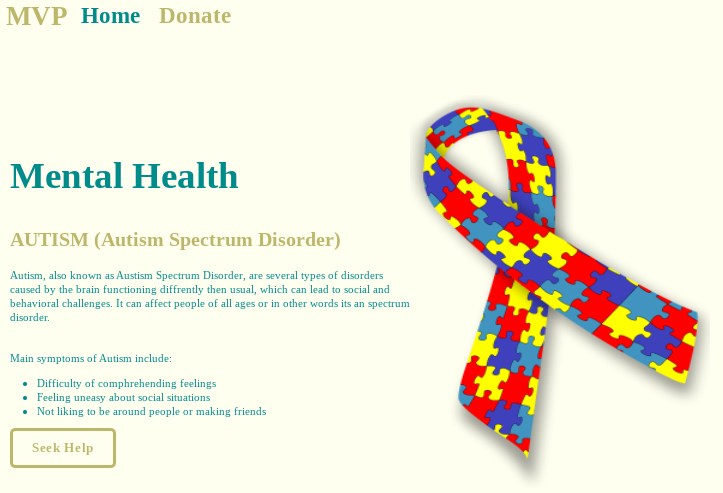 MVP Home Donate
Mental Health
AUTISM (Autism Spectrum Disorder)
Autism, also known as Austism Spectrum Disorder, are several types of disorders
caused by the brain functioning diffrently then usual, which can lead to social and
behavioral challenges. It can affect people of all ages or in other words its an spectrum
disorder.
Main symptoms of Autism include:
• Difficulty of comphrehending feelings
• Feeling uneasy about social situations
• Not liking to be around people or making friends
Seek Help